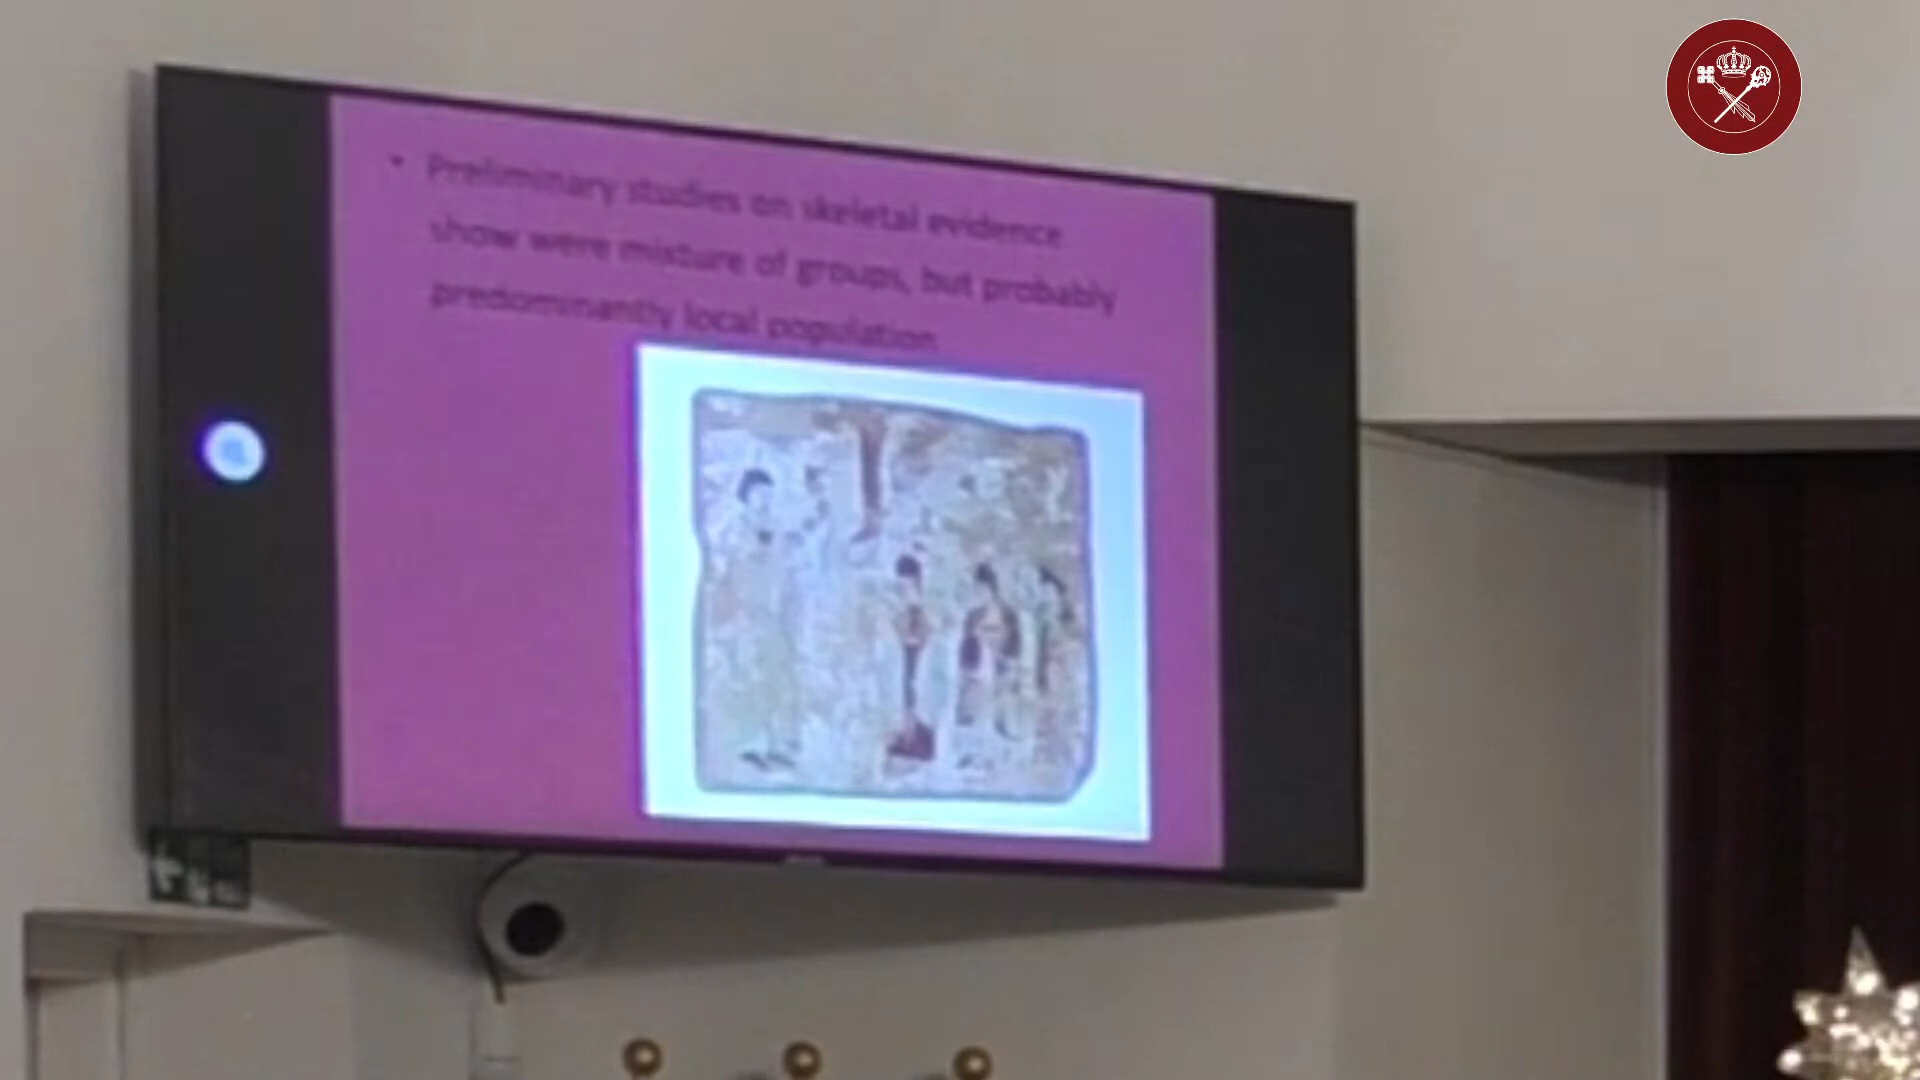 • Preliminary studies on skeletal evidence
show were mixture of groups, but probably
predominantly local population